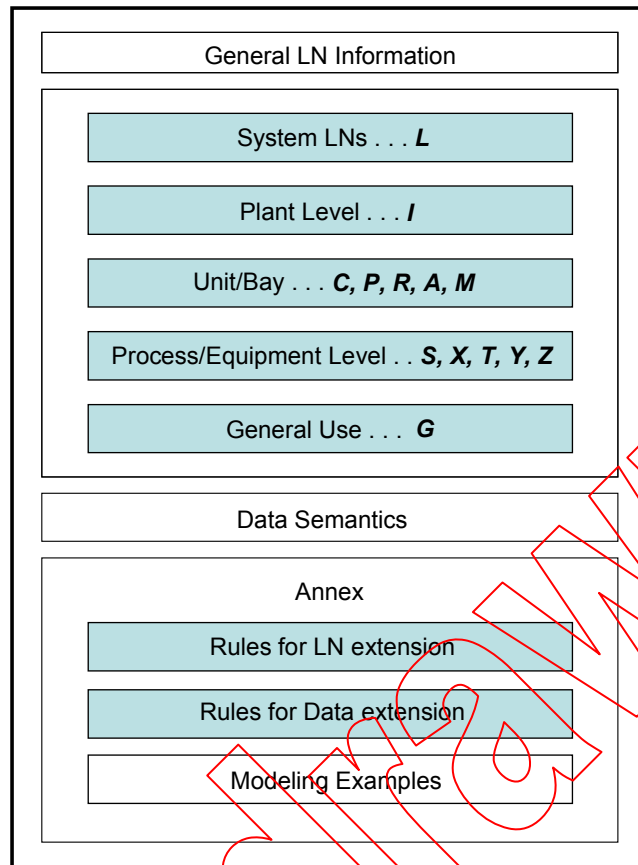 General LN Information
System LNs . . . L
Plant Level . . . I
Unit/Bay . . . C, P, R, A, M
Process/Equipment Level . . S, X, T, Y, Z
General Use . . . G
Data Semantics
Annex
Rules for LN extension
Rules for Data extension
Modeling Examples